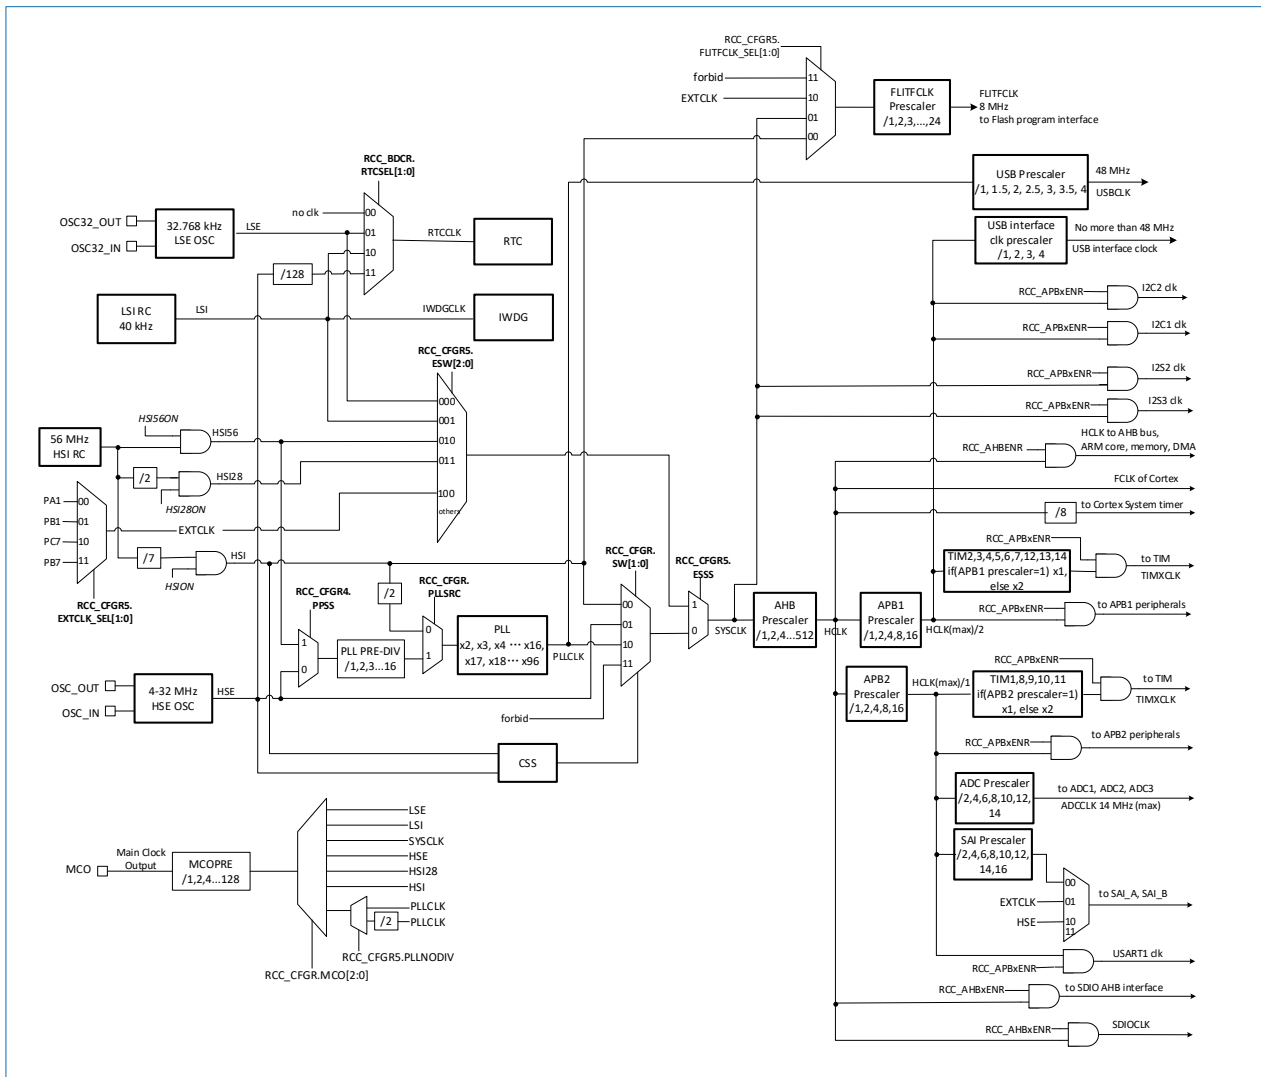 RCC_CFGR5.
FLITFCLK_SEL[1:0]
forbid
11
EXTCLK
10
01
00
FLITFCLK
Prescaler
/1,2,3,...,24
FLITFCLK
8 MHz
to Flash program interface
RCC_BDCR.
RTCSEL[1:0]
USB Prescaler
/1, 1.5, 2, 2.5, 3, 3.5, 4
48 MHz
USBCLK
OSC32_OUT
OSC32_IN
32.768 kHz
LSE OSC
LSE
no clk
00
01
10
11
/128
RTCCLK
RTC
USB interface
clk prescaler
/1, 2, 3, 4
No more than 48 MHz
USB interface clock
LSI RC
40 kHz
LSI
IWDGCLK
IWDG
RCC_APBxENR
I2C2 clk
RCC_APBxENR
I2C1 clk
RCC_APBxENR
I2S2 clk
RCC_APBxENR
I2S3 clk
RCC_CFGR5.
ESW[2:0]
000
001
010
011
100
others
HSI56ON
56 MHz
HSI RC
HSI56
/2
HSI28
HSI28ON
RCC_AHBENR
HCLK to AHB bus,
ARM core, memory, DMA
FCLK of Cortex
/8
to Cortex System timer
PA1
00
PB1
01
PC7
10
PB7
11
EXTCLK
RCC_CFGR5.
EXTCLK_SEL[1:0]
/7
HSI
HSION
RCC_CFGR4.
PPSS
1
0
PLL PRE-DIV
/1,2,3...16
/2
RCC_CFGR.
PLLSRC
0
1
PLL
x2, x3, x4 ··· x16,
x17, x18··· x96
PLLCLK
RCC_CFGR.
SW[1:0]
00
01
10
11
forbid
RCC_CFGR5.
ESSS
1
0
SYSCLK
AHB
Prescaler
/1,2,4...512
HCLK
APB1
Prescaler
/1,2,4,8,16
HCLK(max)/2
RCC_APBxENR
TIM2,3,4,5,6,7,12,13,14
if(APB1 prescaler=1) x1,
else x2
to TIM
TIMXCLK
RCC_APBxENR
to APB1 peripherals
OSC_OUT
OSC_IN
4-32 MHz
HSE OSC
HSE
CSS
APB2
Prescaler
/1,2,4,8,16
HCLK(max)/1
RCC_APBxENR
TIM1,8,9,10,11
if(APB2 prescaler=1)
x1, else x2
to TIM
TIMXCLK
RCC_APBxENR
to APB2 peripherals
ADC Prescaler
/2,4,6,8,10,12,
14
to ADC1, ADC2, ADC3
ADCCLK 14 MHz (max)
SAI Prescaler
/2,4,6,8,10,12,
14,16
00
EXTCLK
01
HSE
10
11
to SAI_A, SAI_B
MCO
Main Clock
Output
MCOPRE
/1,2,4...128
LSE
LSI
SYSCLK
HSE
HSI28
HSI
PLLCLK
/2
PLLCLK
RCC_CFGR5.PLLNODIV
RCC_CFGR.MCO[2:0]
RCC_APBxENR
USART1 clk
RCC_AHBxENR
to SDIO AHB interface
RCC_AHBxENR
SDIOCLK